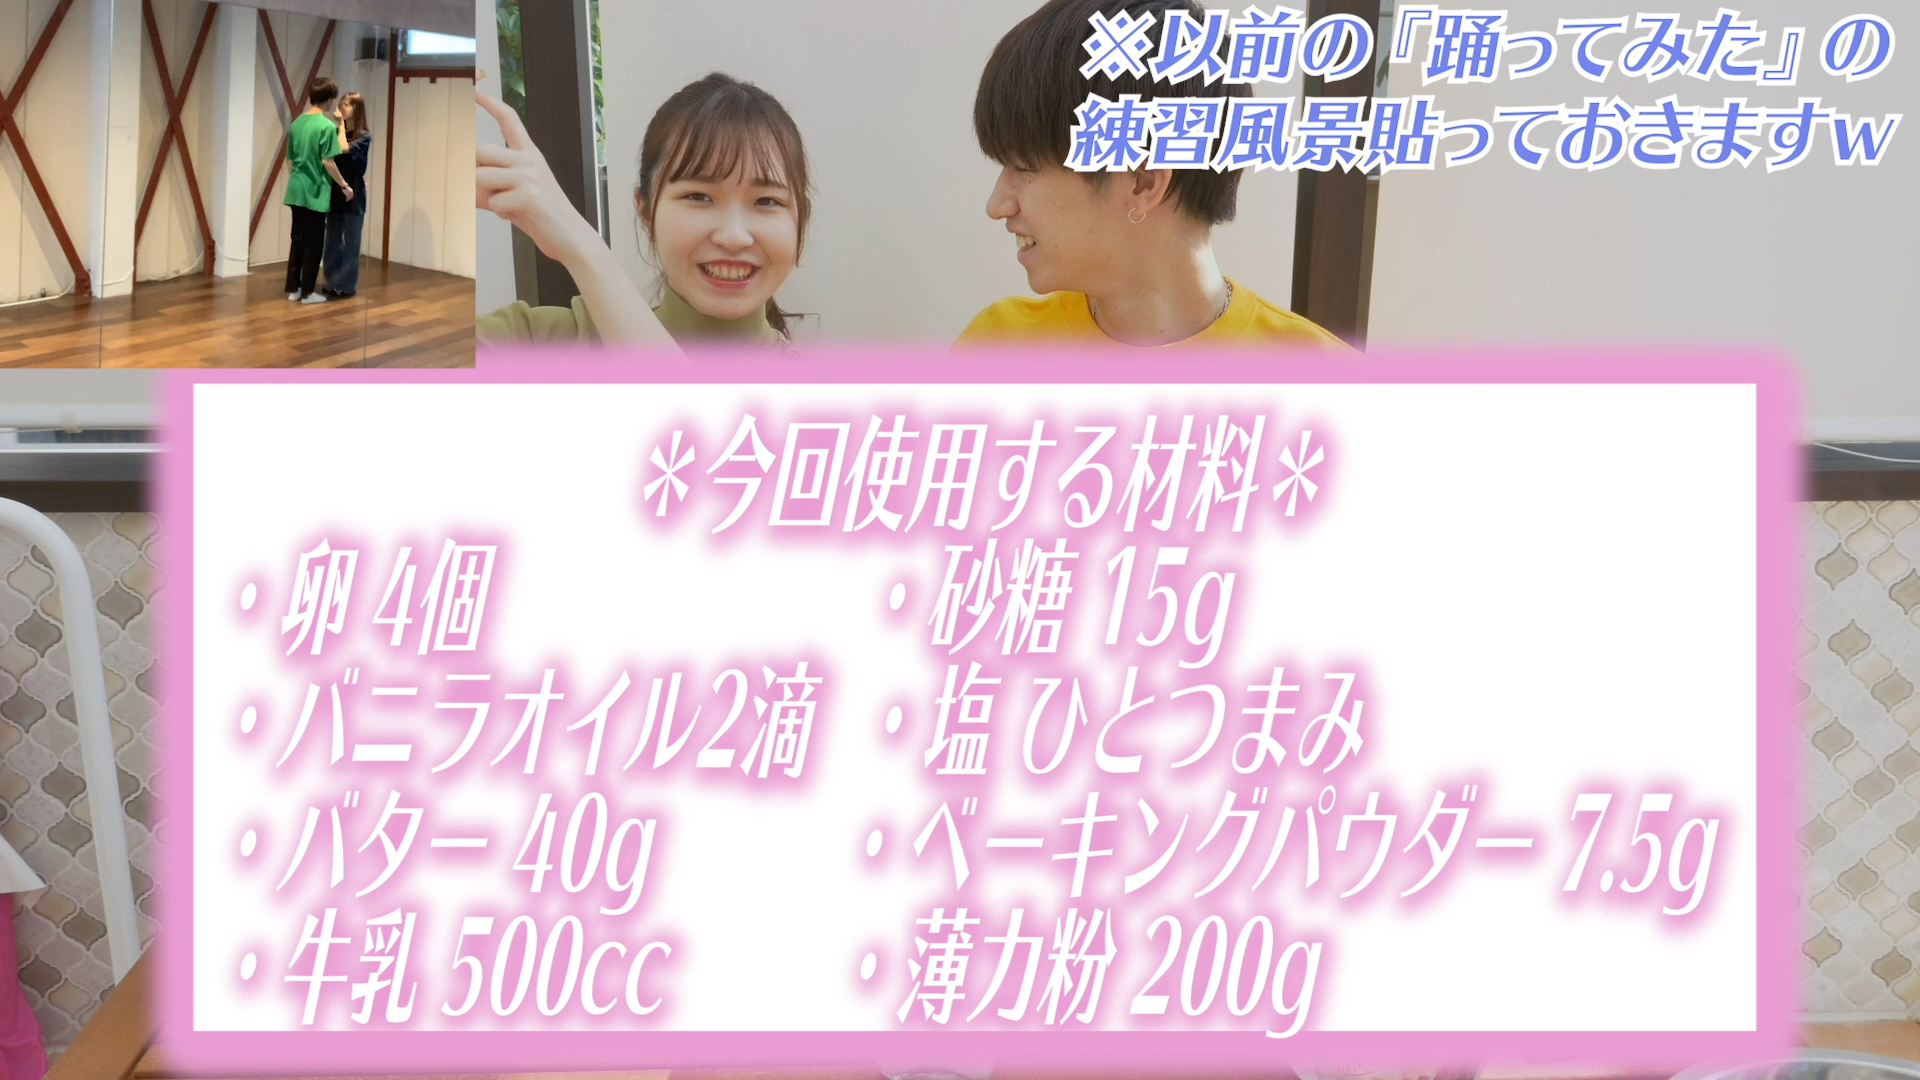 ※以前の『踊ってみた』の
練習風景貼っておきますw
＊今回使用する材料＊
・卵 4個
・砂糖 15g
・バニラオイル2滴
・塩 ひとつまみ
・バター 40g
・ベーキングパウダー 7.5g
・牛乳 500cc
・薄力粉 200g